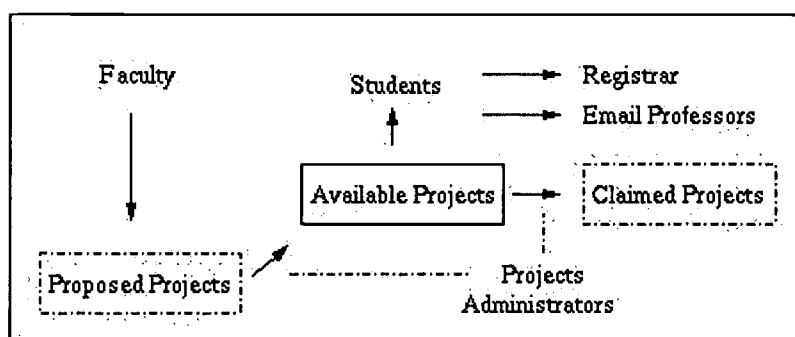 Faculty
Students
Registrar
Email Professors
Available Projects
Claimed Projects
Proposed Projects
Projects
Administrators